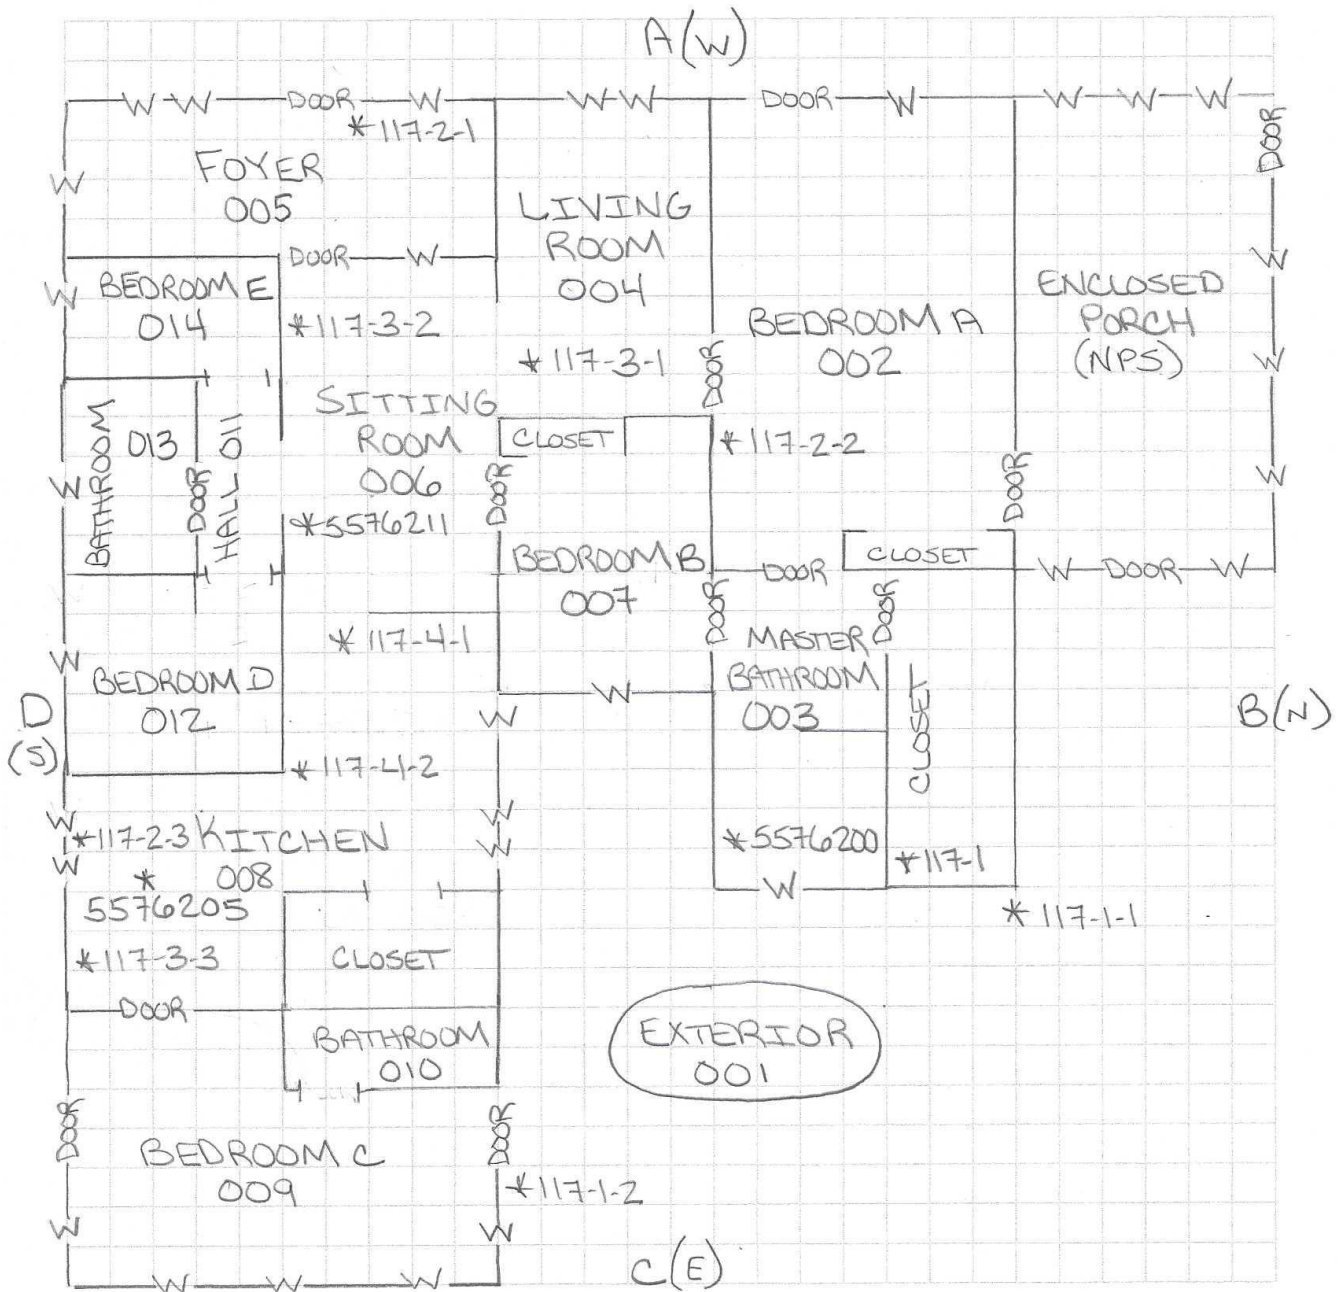 A(W)
W W DOOR W W W DOOR W W W W
*117-2-1
DOOR
W
FOYER
005
LIVING
ROOM
004
DOOR W
W
W
BEDROOM E
014
*117-3-2
ENCLOSED
PORCH
(NPS)
BEDROOM A
002
*117-3-1
DOOR
W
BATHROOM
013
DOOR
HALL 011
SITTING
ROOM
006
CLOSET
*117-2-2
W
DOOR
DOOR
W
*5576211
BEDROOM B
007
DOOR
CLOSET
W DOOR W
*117-4-1
DOOR
MASTER
BATHROOM
003
DOOR
CLOSET
W
BEDROOM D
012
W
W
D
(S)
B(N)
*117-4-2
W
W
*117-2-3 KITCHEN
008
*
5576205
W
W
*5576200
*117-1
W
*117-1-1
*117-3-3
CLOSET
DOOR
BATHROOM
010
EXTERIOR
001
DOOR
DOOR
BEDROOM C
009
*117-1-2
W
W
W W W
C(E)